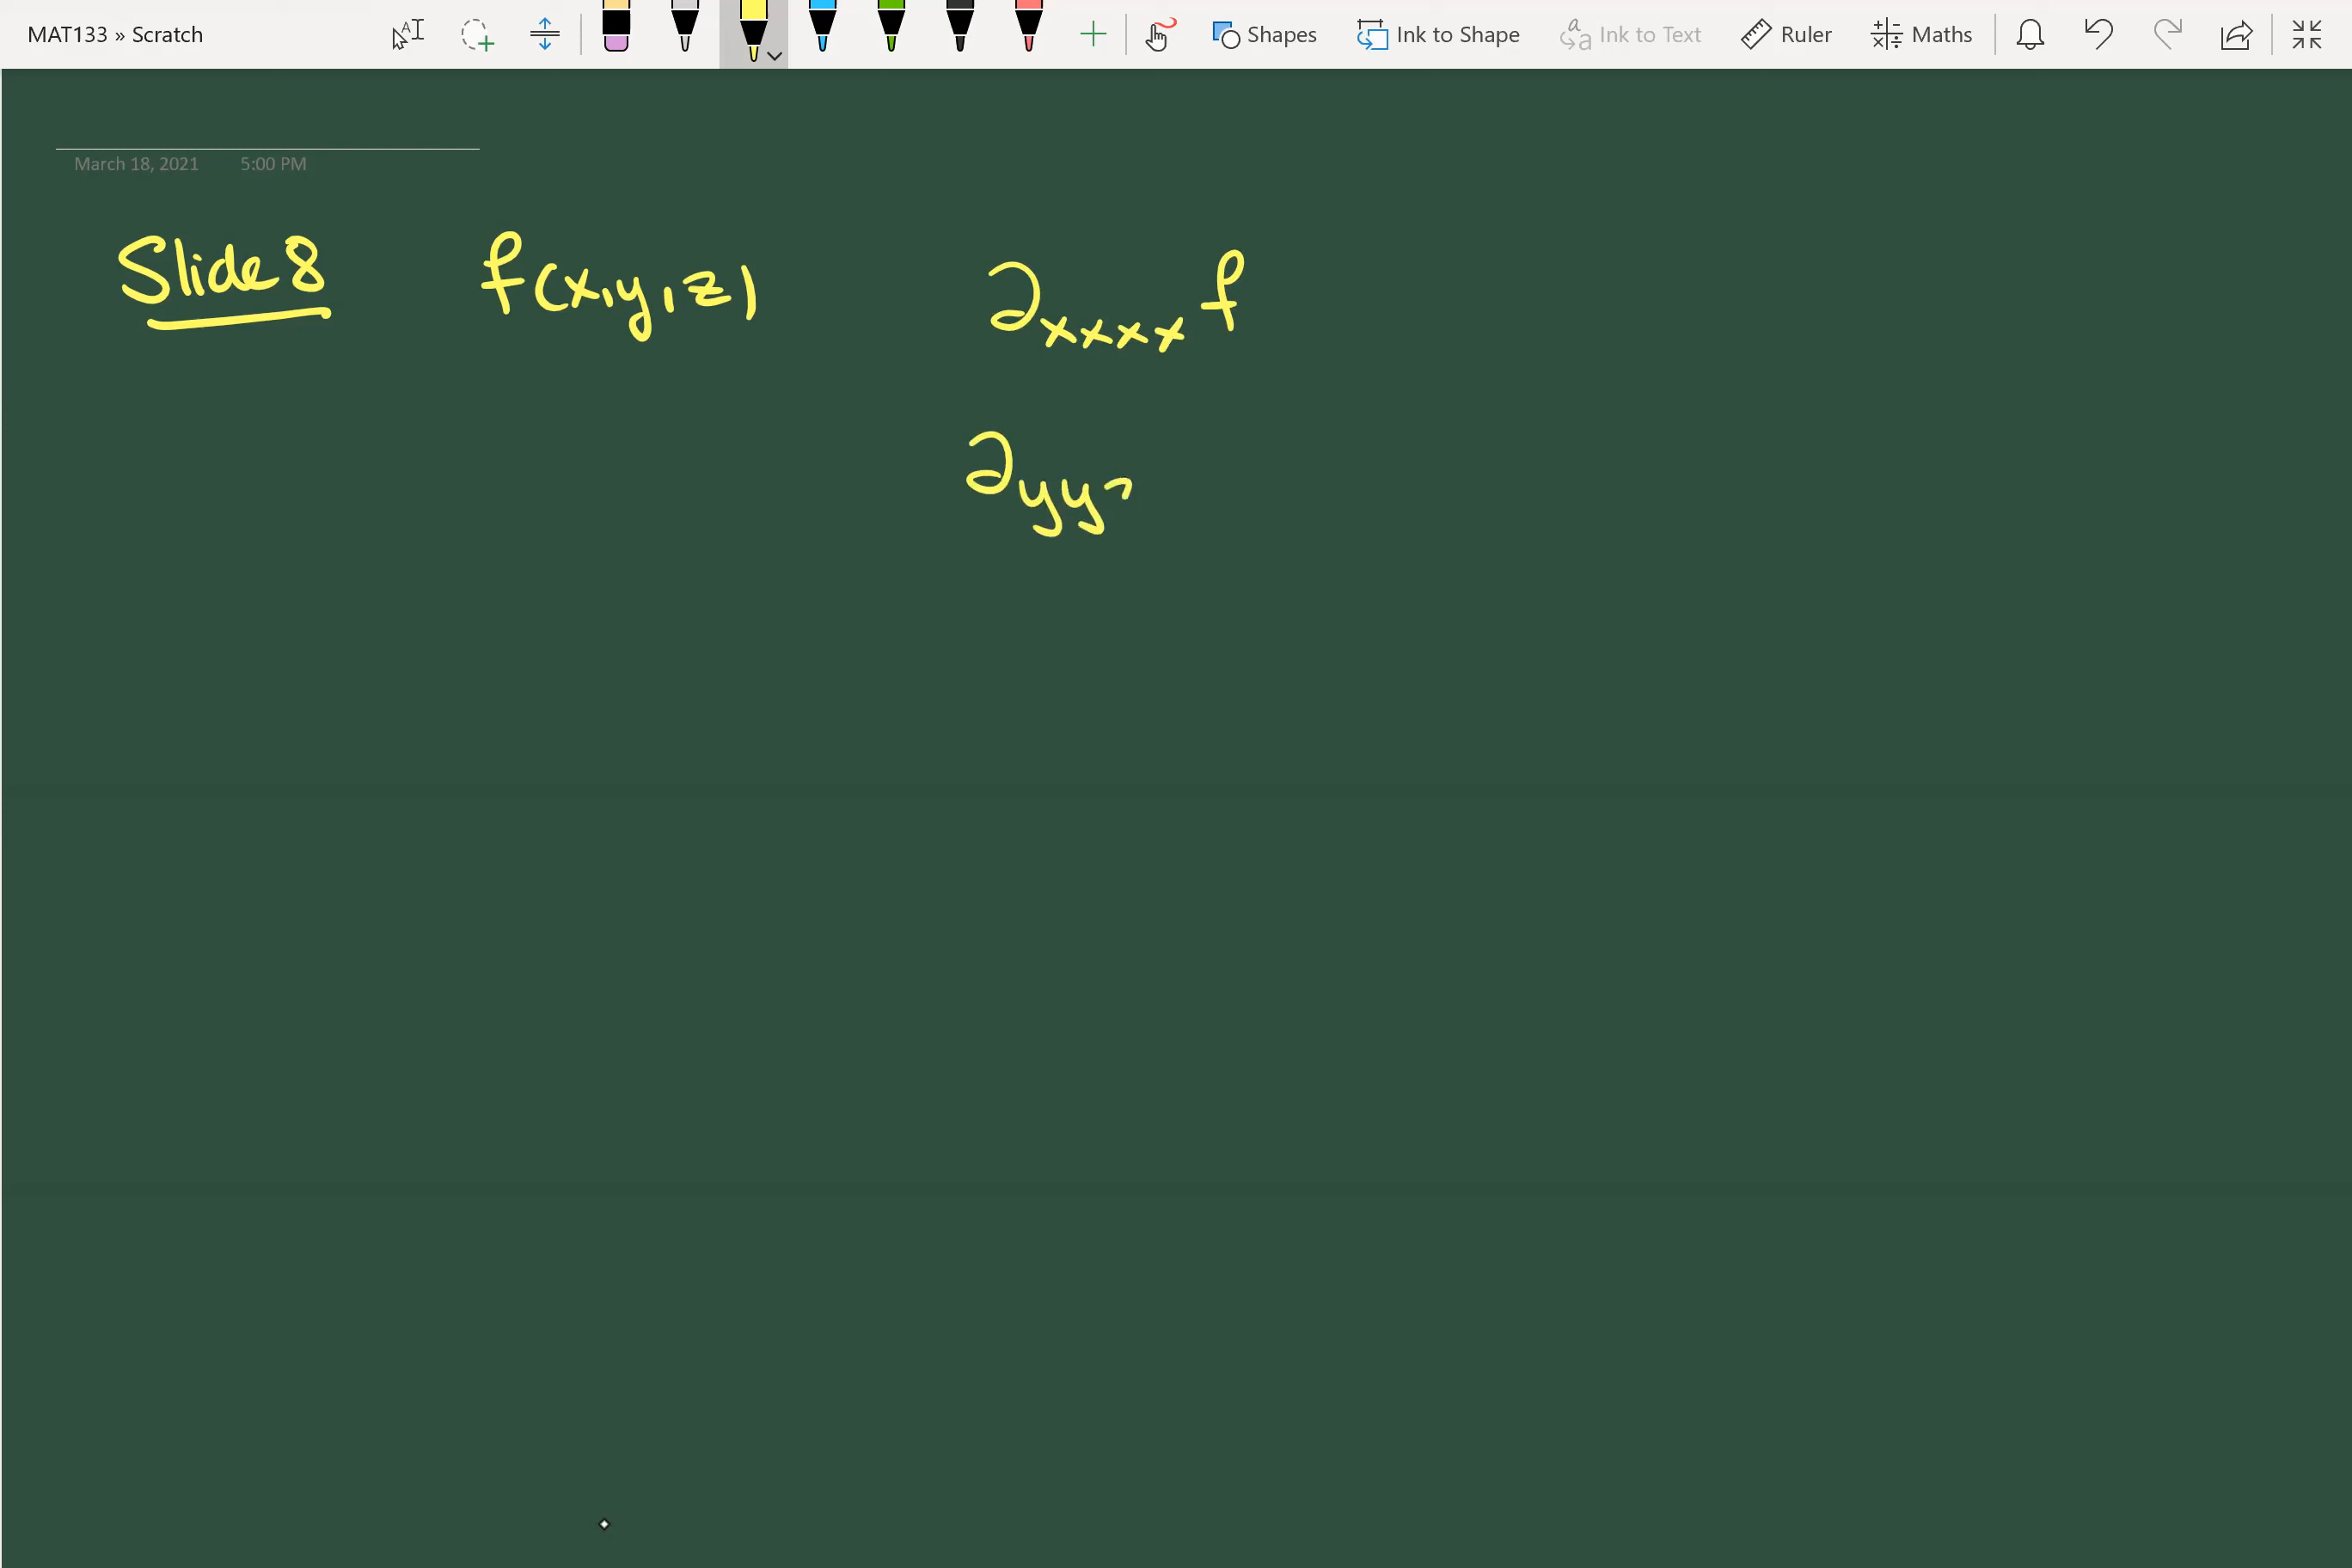 MAT133 » Scratch
Shapes
Ink to Shape
Ink to Text
Ruler
Maths
March 18, 2021 5:00 PM
Slide 8 f(x,y,z) ∂xxxx f
∂yy